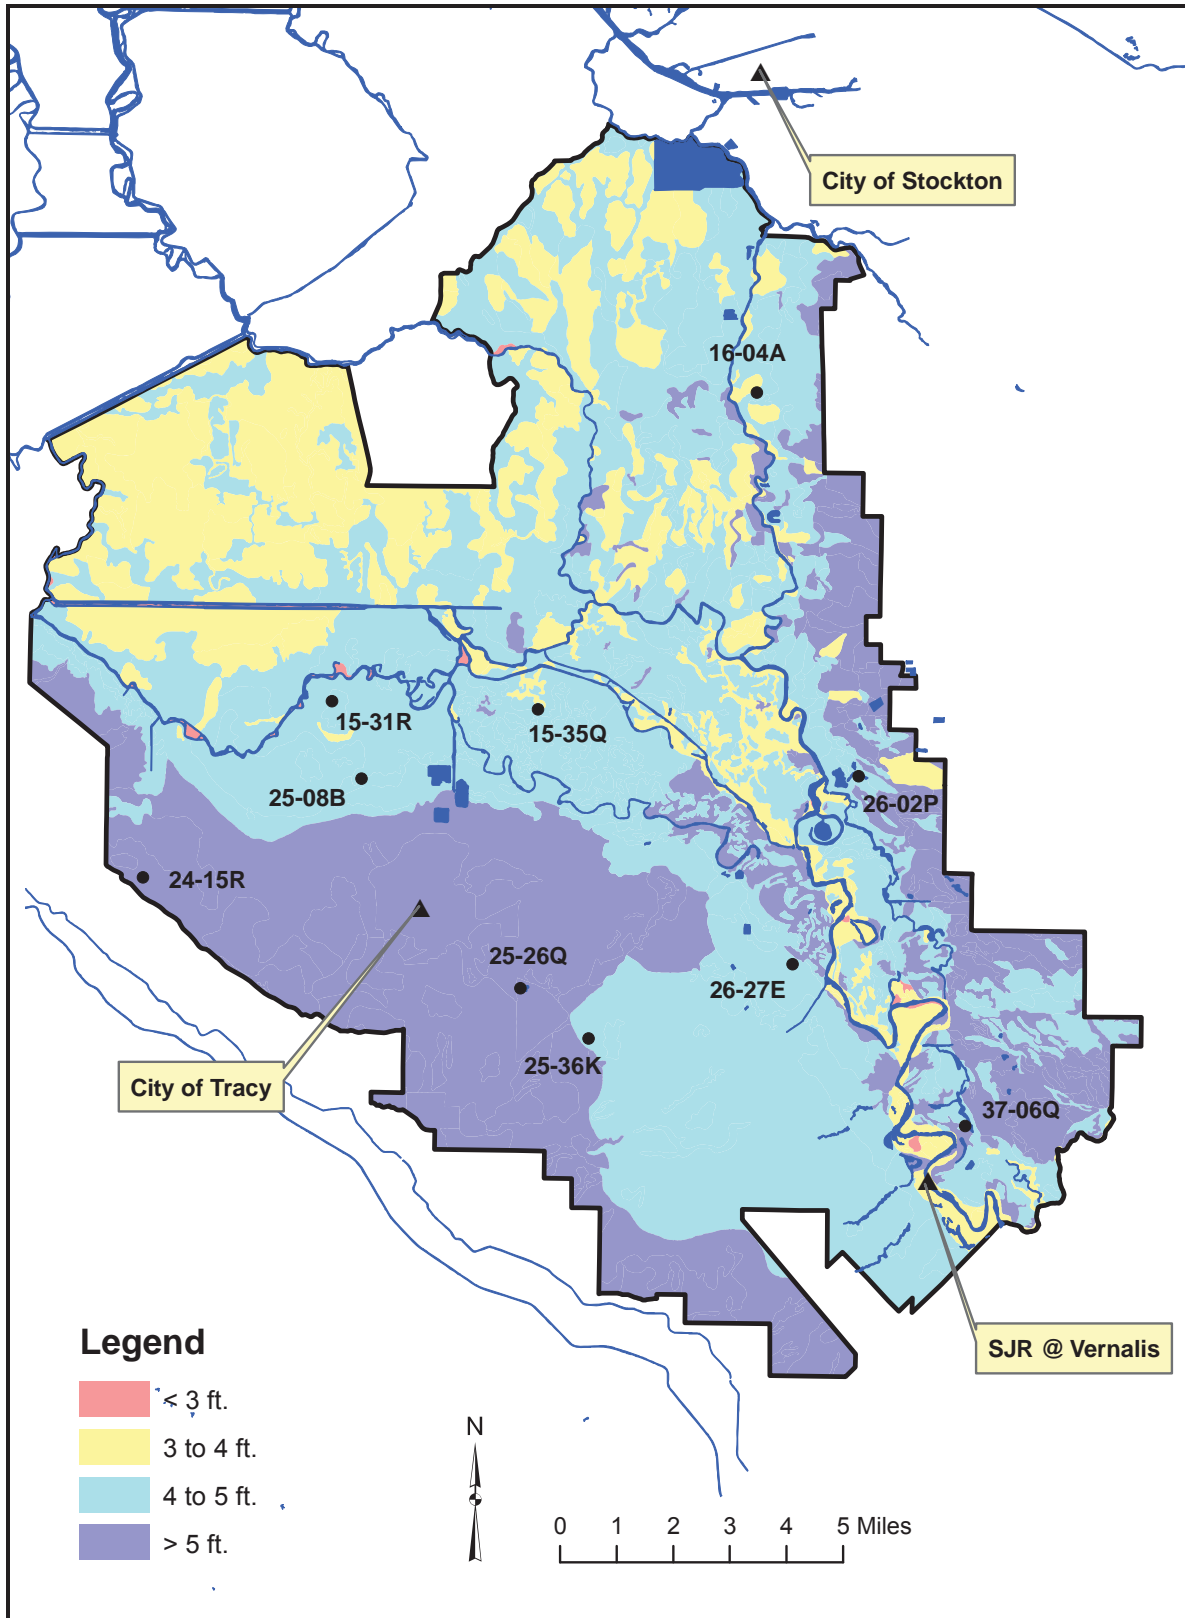 City of Stockton
16-04A
15-31R
15-35Q
25-08B
26-02P
24-15R
25-26Q
26-27E
25-36K
City of Tracy
37-06Q
SJR @ Vernalis
Legend
< 3 ft.
3 to 4 ft.
4 to 5 ft.
> 5 ft.
N
0 1 2 3 4 5 Miles